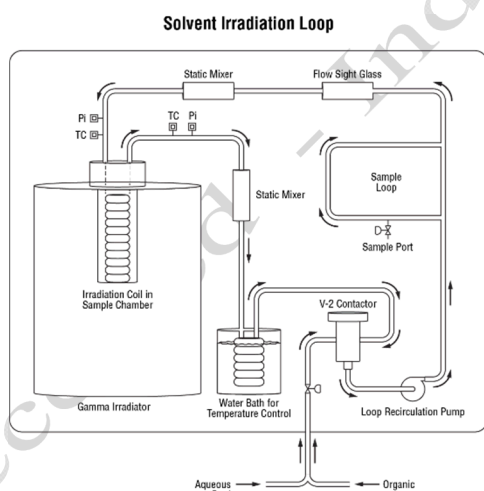 Solvent Irradiation Loop
Static Mixer
Flow Sight Glass
Pi
TC
TC Pi
Static Mixer
Sample
Loop
Sample Port
Irradiation Coil in
Sample Chamber
V-2 Contactor
Gamma Irradiator
Water Bath for
Temperature Control
Loop Recirculation Pump
Aqueous
Organic